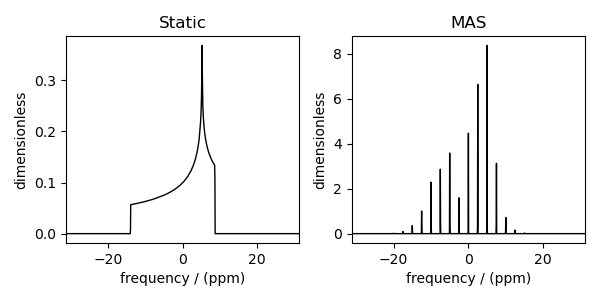 Static
MAS
dimensionless
0.3
0.2
0.1
0.0
−20
0
20
frequency / (ppm)
dimensionless
8
6
4
2
0
−20
0
20
frequency / (ppm)